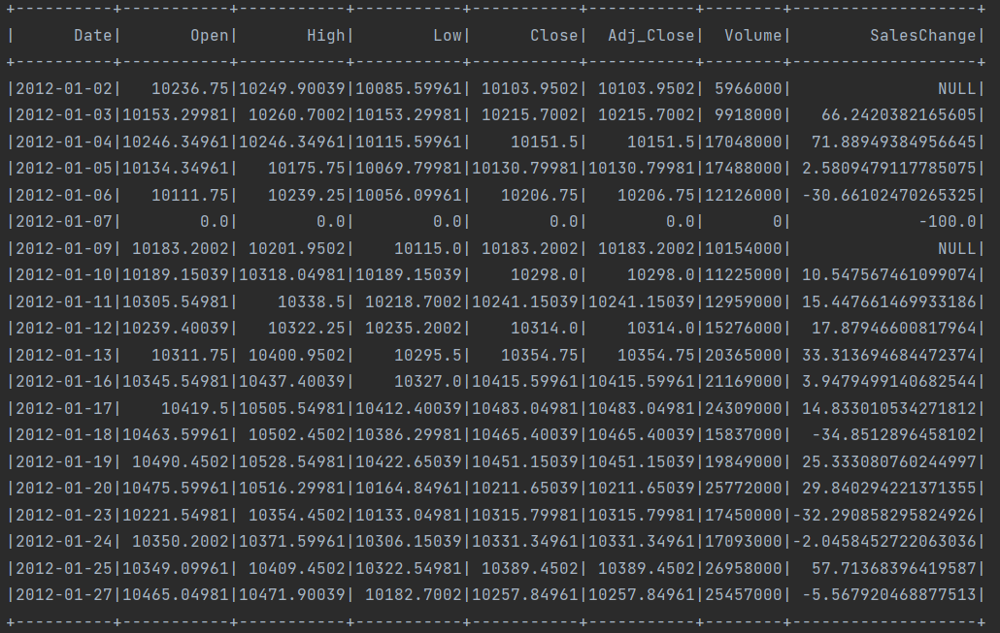 +----------+-----------+-----------+-----------+-----------+-----------+--------+-------------------+
|      Date|       Open|       High|        Low|      Close|  Adj_Close|  Volume|        SalesChange|
+----------+-----------+-----------+-----------+-----------+-----------+--------+-------------------+
|2012-01-02|   10236.75|10249.90039|10085.59961| 10103.9502| 10103.9502| 5966000|               NULL|
|2012-01-03|10153.29981| 10260.7002|10153.29981| 10215.7002| 10215.7002| 9918000|   66.2420382165605|
|2012-01-04|10246.34961|10246.34961|10115.59961|    10151.5|    10151.5|17048000|  71.88949384956645|
|2012-01-05|10134.34961|   10175.75|10069.79981|10130.79981|10130.79981|17488000| 2.5809479117785075|
|2012-01-06|   10111.75|   10239.25|10056.09961|   10206.75|   10206.75|12126000| -30.66102470265325|
|2012-01-07|        0.0|        0.0|        0.0|        0.0|        0.0|       0|             -100.0|
|2012-01-09| 10183.2002| 10201.9502|    10115.0| 10183.2002| 10183.2002|10154000|               NULL|
|2012-01-10|10189.15039|10318.04981|10189.15039|    10298.0|    10298.0|11225000| 10.547567461099074|
|2012-01-11|10305.54981|    10338.5| 10218.7002|10241.15039|10241.15039|12959000| 15.447661469933186|
|2012-01-12|10239.40039|   10322.25| 10235.2002|    10314.0|    10314.0|15276000|  17.87946600817964|
|2012-01-13|   10311.75| 10400.9502|    10295.5|   10354.75|   10354.75|20365000| 33.313694684472374|
|2012-01-16|10345.54981|10437.40039|    10327.0|10415.59961|10415.59961|21169000| 3.9479499140682544|
|2012-01-17|    10419.5|10505.54981|10412.40039|10483.04981|10483.04981|24309000| 14.833010534271812|
|2012-01-18|10463.59961| 10502.4502|10386.29981|10465.40039|10465.40039|15837000|  -34.8512896458102|
|2012-01-19| 10490.4502|10528.54981|10422.65039|10451.15039|10451.15039|19849000| 25.333080760244997|
|2012-01-20|10475.59961|10516.29981|10164.84961|10211.65039|10211.65039|25772000| 29.840294221371355|
|2012-01-23|10221.54981| 10354.4502|10133.04981|10315.79981|10315.79981|17450000|-32.290858295824926|
|2012-01-24| 10350.2002|10371.59961|10306.15039|10331.34961|10331.34961|17093000|-2.0458452722063036|
|2012-01-25|10349.09961| 10409.4502|10322.54981| 10389.4502| 10389.4502|26958000|  57.71368396419587|
|2012-01-27|10465.04981|10471.90039| 10182.7002|10257.84961|10257.84961|25457000| -5.567920468877513|
+----------+-----------+-----------+-----------+-----------+-----------+--------+-------------------+